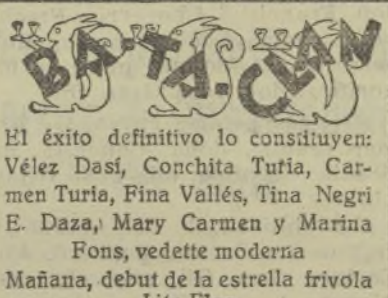 BA-TA-CLAN
El éxito definitivo lo constituyen:
Vélez Dasí, Conchita Turia, Car-
men Turia, Fina Vallés, Tina Negri
E. Daza, Mary Carmen y Marina
Fons, vedette moderna
Mañana, debut de la estrella frívola